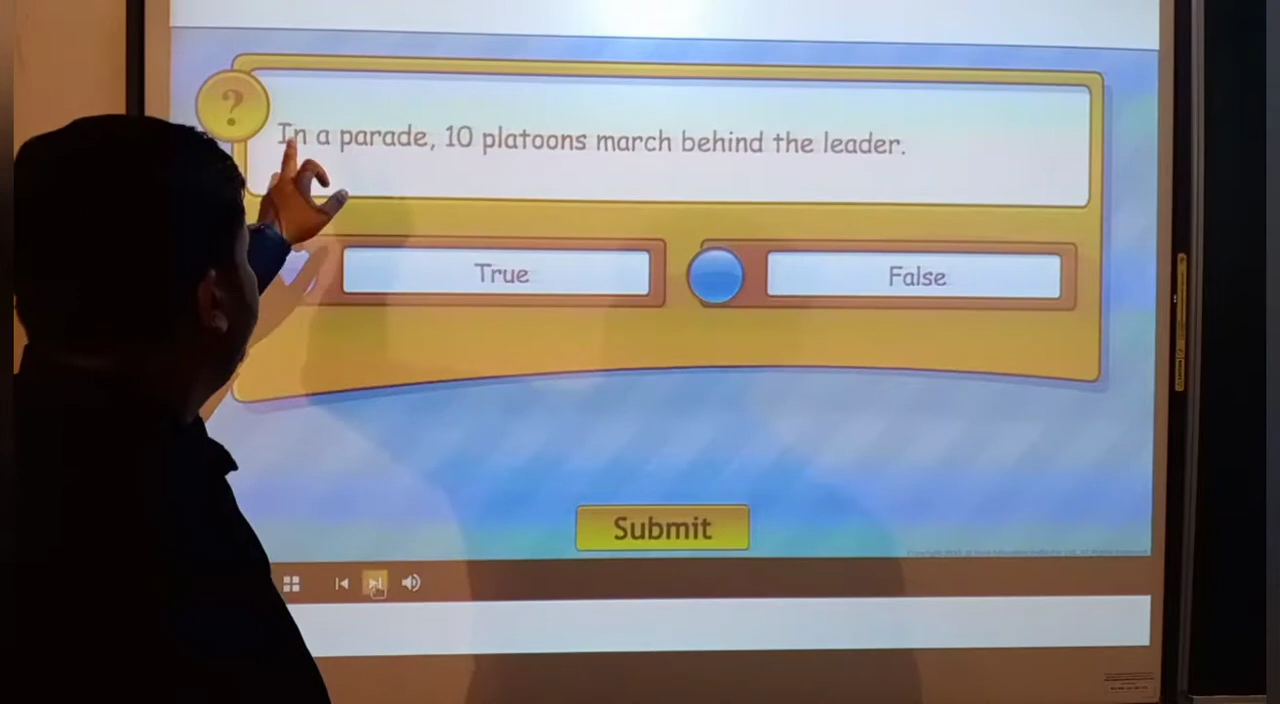 ?
In a parade, 10 platoons march behind the leader.
True
False
Submit